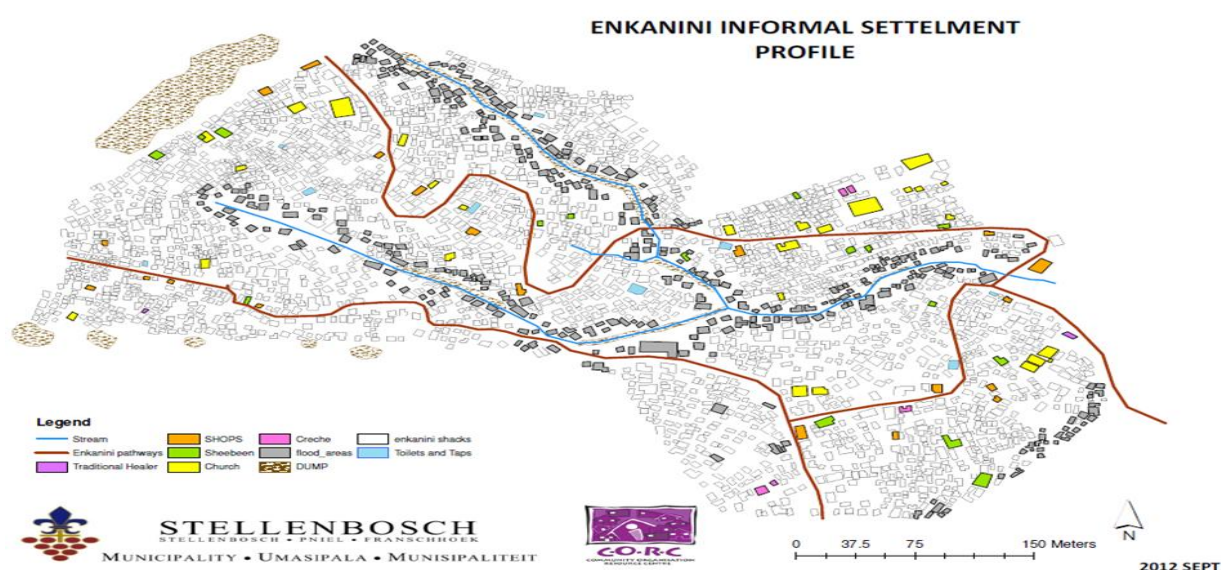 ENKANINI INFORMAL SETTELMENT
PROFILE
Legend
Stream
Enkanini pathways
Traditional Healer
SHOPS
Sheebeen
Church
Creche
flood_areas
DUMP
enkanini shacks
Toilets and Taps
STELLENBOSCH
STELLENBOSCH • PNIEL • FRANSCHHOEK
MUNICIPALITY • UMASIPALA • MUNISIPALITEIT
C·O·R·C
COMMUNITY ORGANISATION
RESOURCE CENTRE
0 37.5 75 150 Meters
N
2012 SEPT